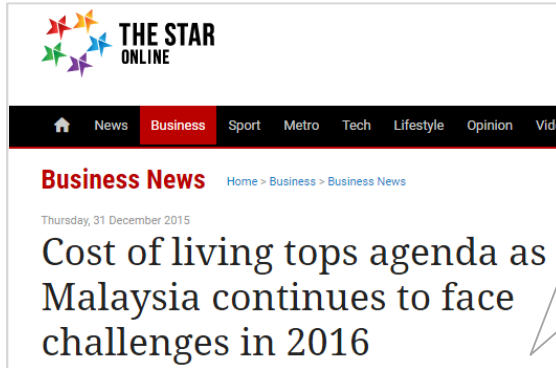 THE STAR
ONLINE
News Business Sport Metro Tech Lifestyle Opinion
Business News Home > Business > Business News
Thursday, 31 December 2015
Cost of living tops agenda as
Malaysia continues to face
challenges in 2016